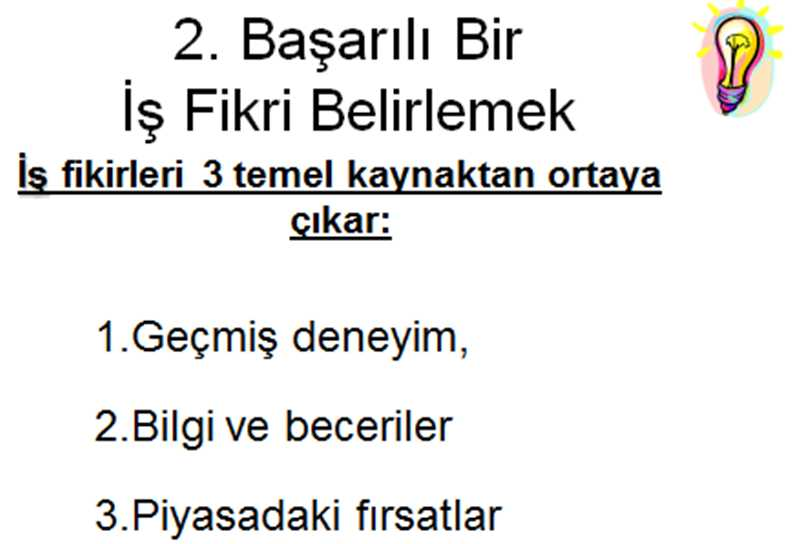 2. Başarılı Bir
İş Fikri Belirlemek
İş fikirleri 3 temel kaynaktan ortaya
çıkar:
1.Geçmiş deneyim,
2.Bilgi ve beceriler
3.Piyasadaki fırsatlar